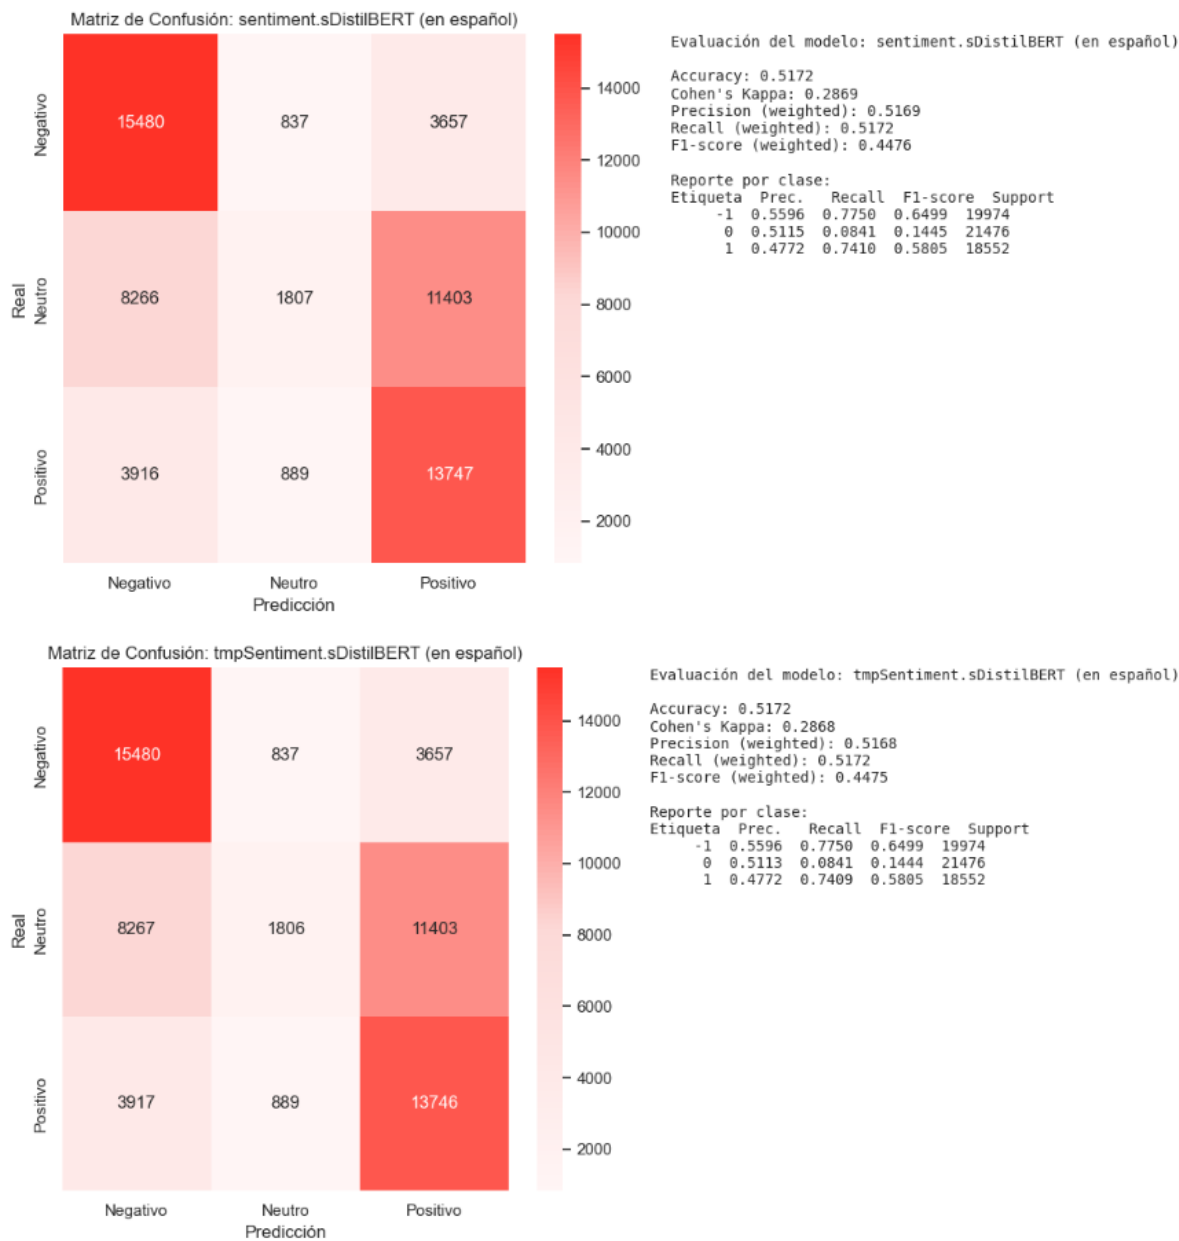 Matriz de Confusión: sentiment.sDistilBERT (en español)
Negativo
Neutro
Positivo
Real
15480 837 3657
8266 1807 11403
3916 889 13747
Negativo Neutro Positivo
Predicción
14000
12000
10000
8000
6000
4000
2000
Evaluación del modelo: sentiment.sDistilBERT (en español)
Accuracy: 0.5172
Cohen's Kappa: 0.2869
Precision (weighted): 0.5169
Recall (weighted): 0.5172
F1-score (weighted): 0.4476
Reporte por clase:
Etiqueta Prec. Recall F1-score Support
-1 0.5596 0.7750 0.6499 19974
0 0.5115 0.0841 0.1445 21476
1 0.4772 0.7410 0.5805 18552
Matriz de Confusión: tmpSentiment.sDistilBERT (en español)
Negativo
Neutro
Positivo
Real
15480 837 3657
8267 1806 11403
3917 889 13746
Negativo Neutro Positivo
Predicción
14000
12000
10000
8000
6000
4000
2000
Evaluación del modelo: tmpSentiment.sDistilBERT (en español)
Accuracy: 0.5172
Cohen's Kappa: 0.2868
Precision (weighted): 0.5168
Recall (weighted): 0.5172
F1-score (weighted): 0.4475
Reporte por clase:
Etiqueta Prec. Recall F1-score Support
-1 0.5596 0.7750 0.6499 19974
0 0.5113 0.0841 0.1444 21476
1 0.4772 0.7409 0.5805 18552